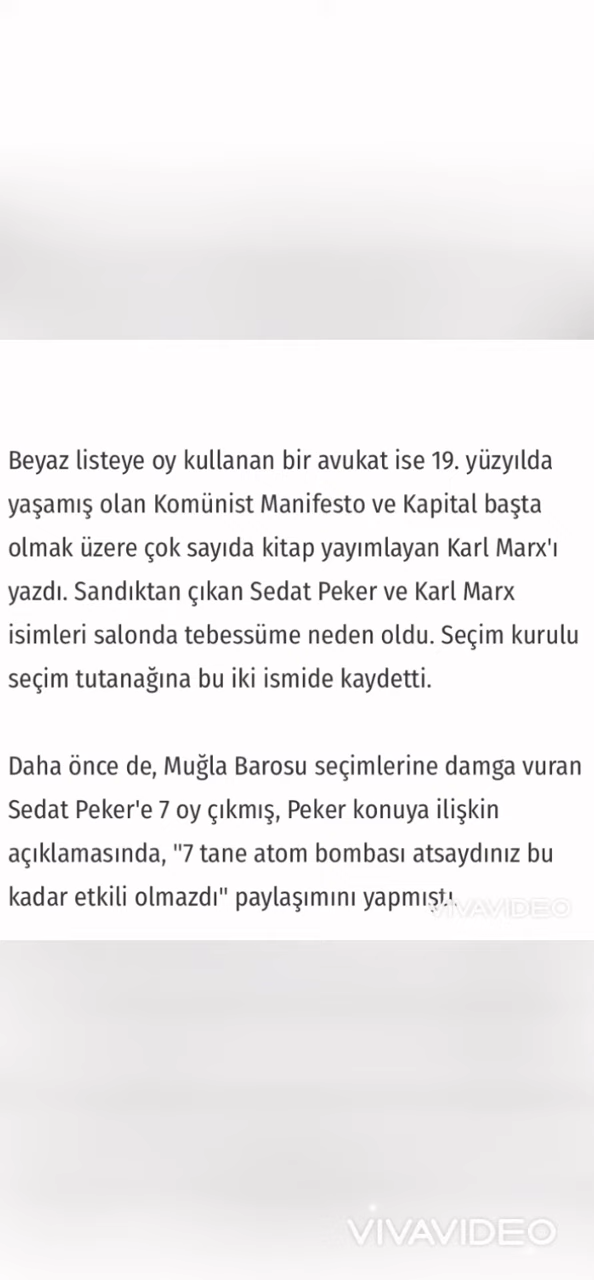 Beyaz listeye oy kullanan bir avukat ise 19. yüzyılda
yaşamış olan Komünist Manifesto ve Kapital başta
olmak üzere çok sayıda kitap yayımlayan Karl Marx'ı
yazdı. Sandıktan çıkan Sedat Peker ve Karl Marx
isimleri salonda tebessüme neden oldu. Seçim kurulu
seçim tutanağına bu iki ismide kaydetti.
Daha önce de, Muğla Barosu seçimlerine damga vuran
Sedat Peker'e 7 oy çıkmış, Peker konuya ilişkin
açıklamasında, "7 tane atom bombası atsaydınız bu
kadar etkili olmazdı" paylaşımını yapmıştı.
VIVAVIDEO
VIVAVIDEO